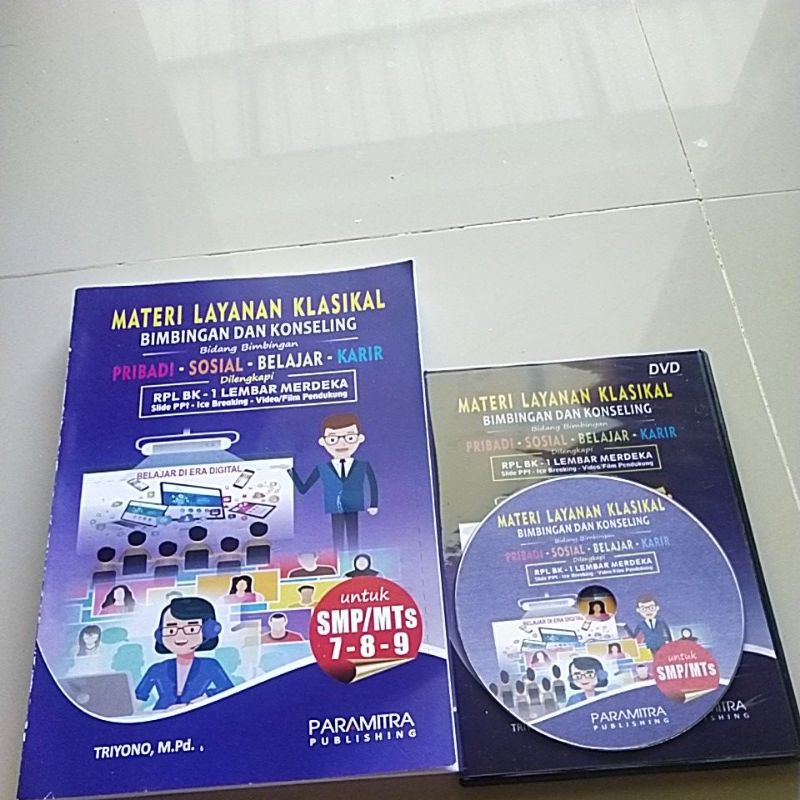 MATERI LAYANAN KLASIKAL
BIMBINGAN DAN KONSELING
Bidang Bimbingan
PRIBADI - SOSIAL - BELAJAR - KARIR
Dilengkapi
RPL BK - 1 LEMBAR MERDEKA
Slide PPt - Ice Breaking - Video/Film Pendukung
BELAJAR DI ERA DIGITAL
untuk
SMP/MTs
7-8-9
PARAMITRA
PUBLISHING
TRIYONO, M.Pd.
DVD
MATERI LAYANAN KLASIKAL
BIMBINGAN DAN KONSELING
Bidang Bimbingan
PRIBADI - SOSIAL - BELAJAR - KARIR
Dilengkapi
RPL BK - 1 LEMBAR MERDEKA
Slide PPt - Ice Breaking - Video/Film Pendukung
MATERI LAYANAN KLASIKAL
BIMBINGAN DAN KONSELING
Bidang Bimbingan
PRIBADI - SOSIAL - BELAJAR - KARIR
Dilengkapi
RPL BK - 1 LEMBAR MERDEKA
Slide PPt - Ice Breaking - Video/Film Pendukung
BELAJAR DI ERA DIGITAL
untuk
SMP/MTs
PARAMITRA
PUBLISHING